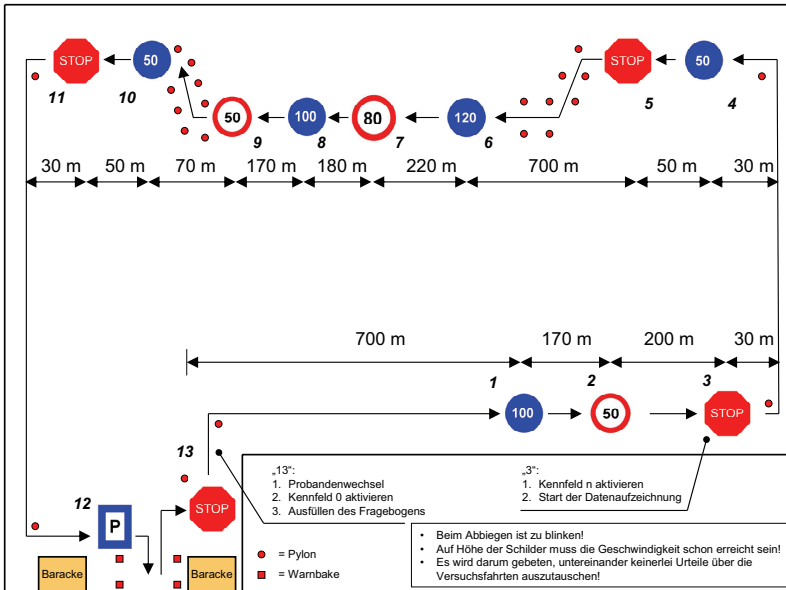 STOP 50 STOP 50
11 10 50 100 80 120 5 4
9 8 7 6
30 m 50 m 70 m 170 m 180 m 220 m 700 m 50 m 30 m
700 m 170 m 200 m 30 m
1 2 3
100 50 STOP
13
„13“:
1. Probandenwechsel
2. Kennfeld 0 aktivieren
3. Ausfüllen des Fragebogens
„3“:
1. Kennfeld n aktivieren
2. Start der Datenaufzeichnung
12
P
STOP
• Beim Abbiegen ist zu blinken!
• Auf Höhe der Schilder muss die Geschwindigkeit schon erreicht sein!
• Es wird darum gebeten, untereinander keinerlei Urteile über die
Versuchsfahrten auszutauschen!
= Pylon
= Warnbake
Baracke Baracke